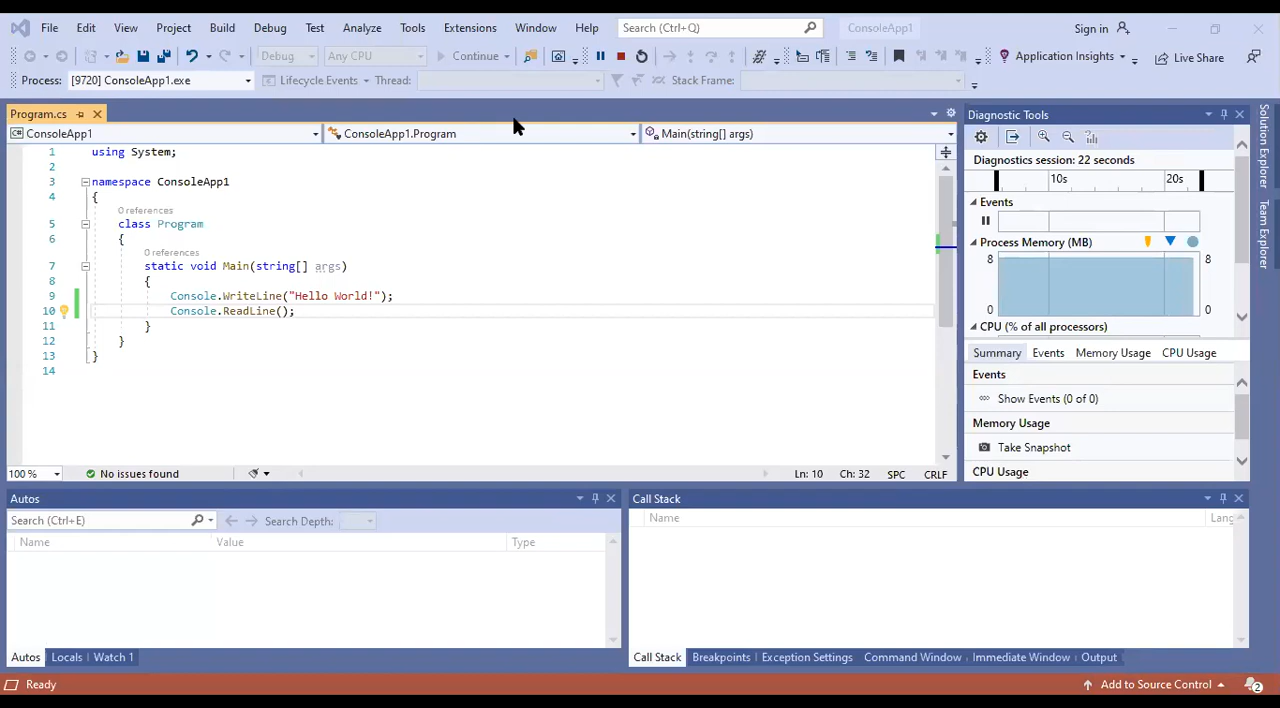 File Edit View Project Build Debug Test Analyze Tools Extensions Window Help Search (Ctrl+Q) ConsoleApp1 Sign in
Debug Any CPU Continue Application Insights Live Share
Process: [9720] ConsoleApp1.exe Lifecycle Events Thread: Stack Frame:
Program.cs
ConsoleApp1 ConsoleApp1.Program Main(string[] args)
1 using System;
2
3 namespace ConsoleApp1
4 {
0 references
5 class Program
6 {
0 references
7 static void Main(string[] args)
8 {
9 Console.WriteLine("Hello World!");
10 Console.ReadLine();
11 }
12 }
13 }
14
100 % No issues found Ln: 10 Ch: 32 SPC CRLF
Diagnostic Tools
Diagnostics session: 22 seconds
10s 20s
Events
Process Memory (MB)
8 8
0 0
CPU (% of all processors)
Summary Events Memory Usage CPU Usage
Events
Show Events (0 of 0)
Memory Usage
Take Snapshot
CPU Usage
Solution Explorer
Team Explorer
Autos
Search (Ctrl+E) Search Depth:
Name Value Type
Autos Locals Watch 1
Call Stack
Name Lang
Call Stack Breakpoints Exception Settings Command Window Immediate Window Output
Ready Add to Source Control 2